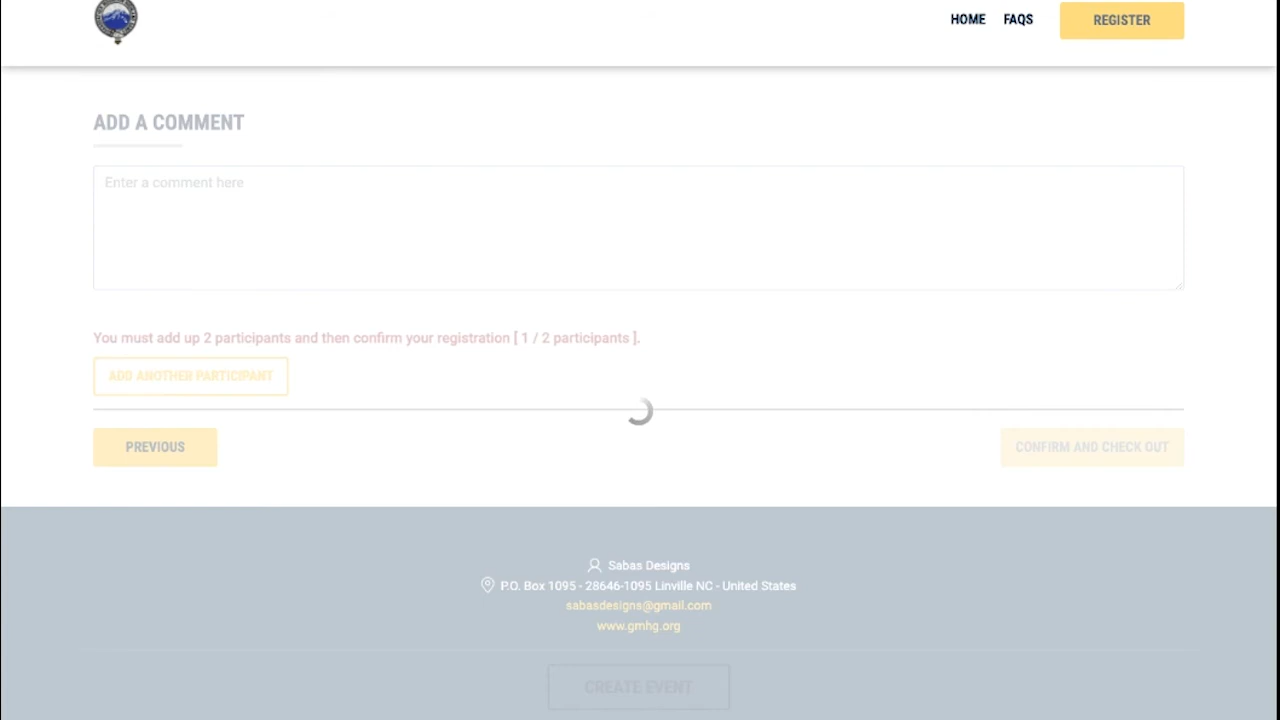 HOME FAQS REGISTER
ADD A COMMENT
Enter a comment here
You must add up 2 participants and then confirm your registration [ 1 / 2 participants ].
ADD ANOTHER PARTICIPANT
PREVIOUS CONFIRM AND CHECK OUT
Sabas Designs
P.O. Box 1095 - 28646-1095 Linville NC - United States
sabasdesigns@gmail.com
www.gmhg.org
CREATE EVENT